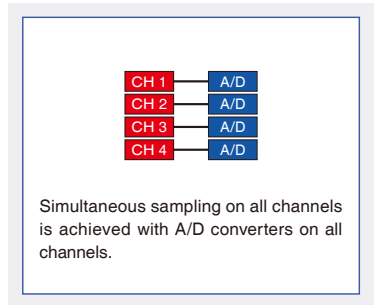 CH 1 A/D
CH 2 A/D
CH 3 A/D
CH 4 A/D
Simultaneous sampling on all channels
is achieved with A/D converters on all
channels.